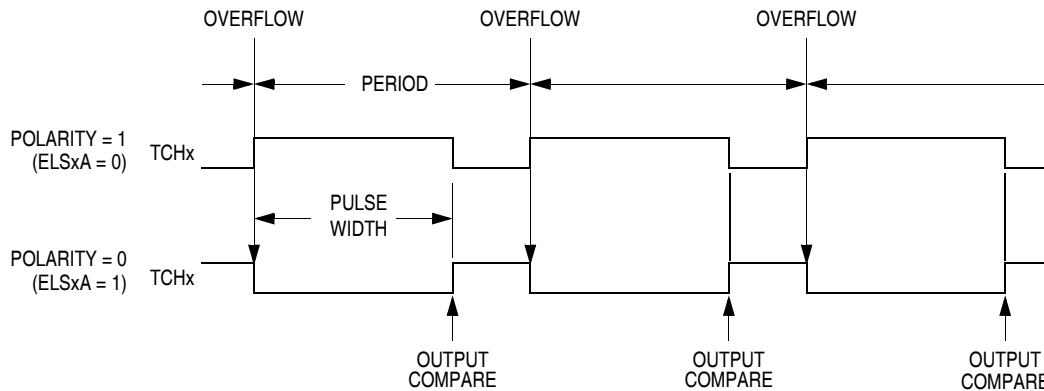 OVERFLOW
OVERFLOW
OVERFLOW
PERIOD
POLARITY = 1
(ELSxA = 0)
TCHx
PULSE
WIDTH
POLARITY = 0
(ELSxA = 1)
TCHx
OUTPUT
COMPARE
OUTPUT
COMPARE
OUTPUT
COMPARE